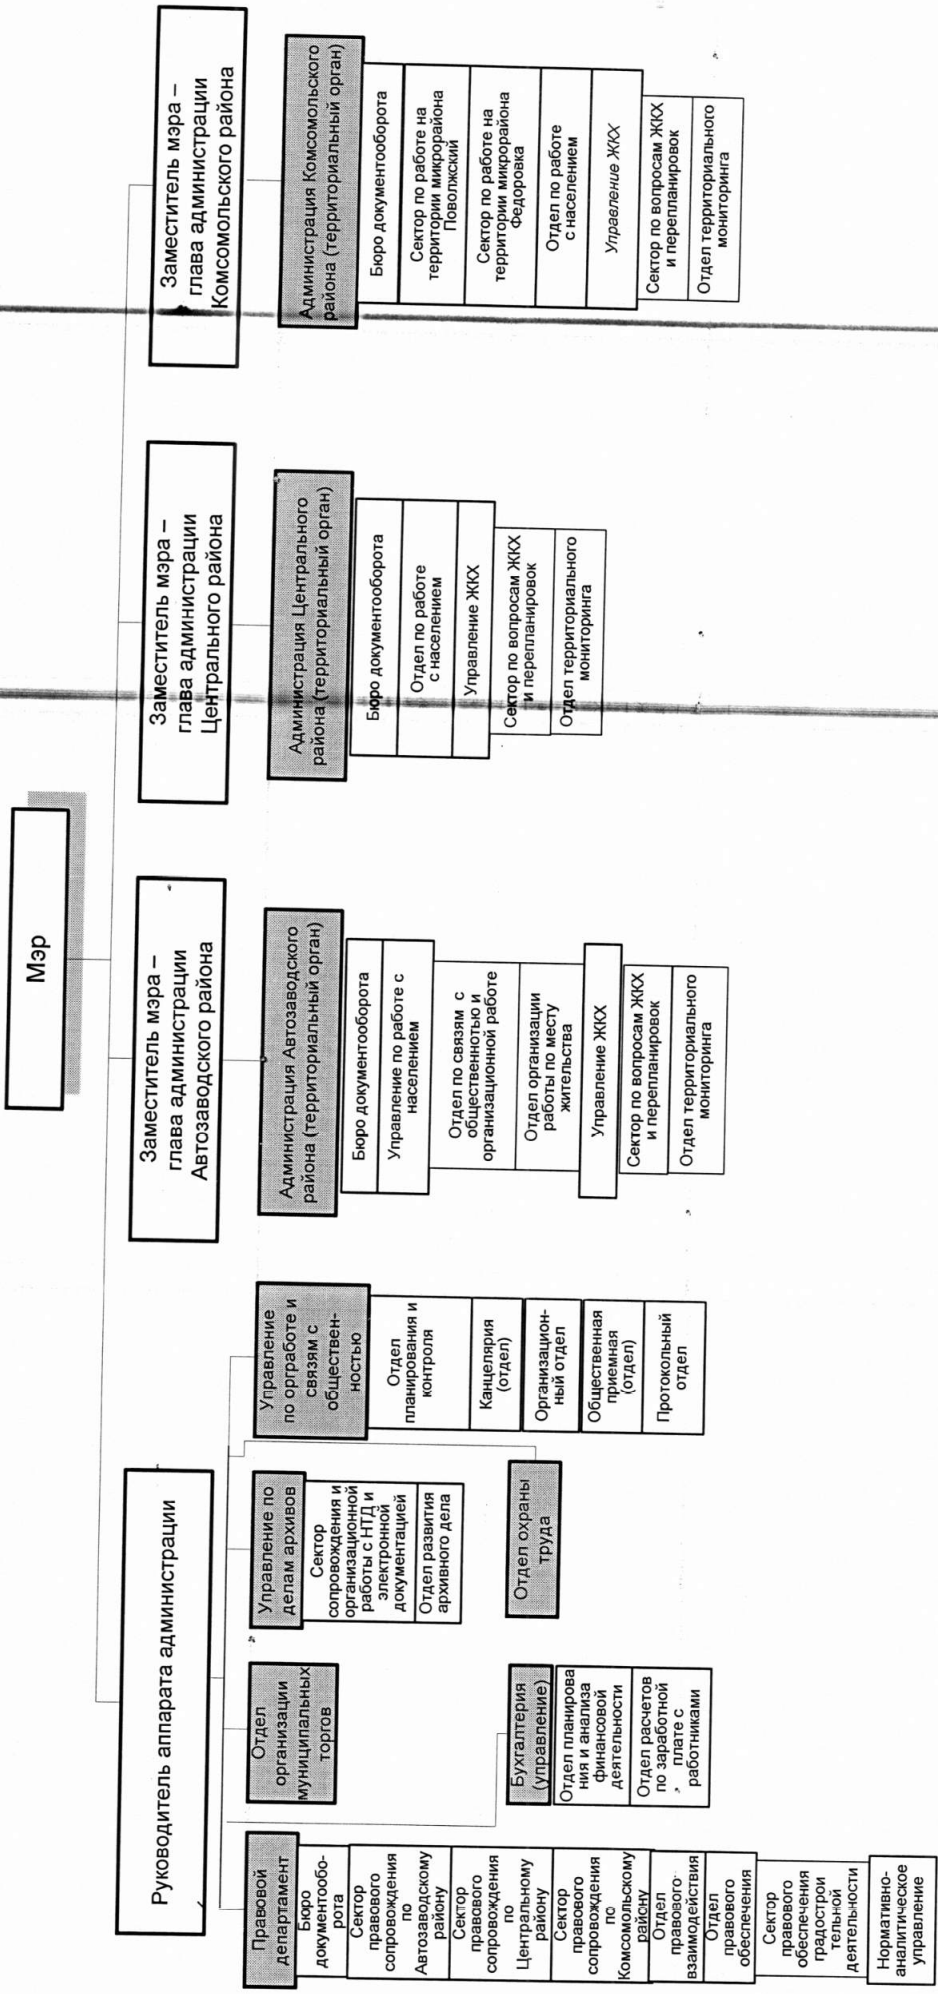 Мэр
Руководитель аппарата администрации
Заместитель мэра –
глава администрации
Автозаводского района
Заместитель мэра –
глава администрации
Центрального района
Заместитель мэра –
глава администрации
Комсомольского района
Правовой
департамент
Бюро
документообо-
рота
Сектор
правового
сопровождения
по
Автозаводскому
району
Сектор
правового
сопровождения
по
Центральному
району
Сектор
правового
сопровождения
по
Комсомольскому
району
Отдел
правового
взаимодействия
Отдел
правового
обеспечения
Сектор
правового
обеспечения
градострои
тельной
деятельности
Нормативно-
аналитическое
управление
Отдел
организации
муниципальных
торгов
Бухгалтерия
(управление)
Отдел планирова
ния и анализа
финансовой
деятельности
Отдел расчетов
по заработной
плате с
работниками
Управление по
делам архивов
Сектор
сопровождения и
организационной
работы с НТД и
электронной
документацией
Отдел развития
архивного дела
Отдел охраны
труда
Управление
по оргработе и
связям с
обществен-
ностью
Отдел
планирования и
контроля
Канцелярия
(отдел)
Организацион-
ный отдел
Общественная
приемная
(отдел)
Протокольный
отдел
Администрация Автозаводского
района (территориальный орган)
Бюро документооборота
Управление по работе с
населением
Отдел по связям с
общественнотью и
организационной работе
Отдел организации
работы по месту
жительства
Управление ЖКХ
Сектор по вопросам ЖКХ
и перепланировок
Отдел территориального
мониторинга
Администрация Центрального
района (территориальный орган)
Бюро документооборота
Отдел по работе
с населением
Управление ЖКХ
Сектор по вопросам ЖКХ
и перепланировок
Отдел территориального
мониторинга
Администрация Комсомольского
района (территориальный орган)
Бюро документооборота
Сектор по работе на
территории микрорайона
Поволжский
Сектор по работе на
территории микрорайона
Федоровка
Отдел по работе
с населением
Управление ЖКХ
Сектор по вопросам ЖКХ
и перепланировок
Отдел территориального
мониторинга